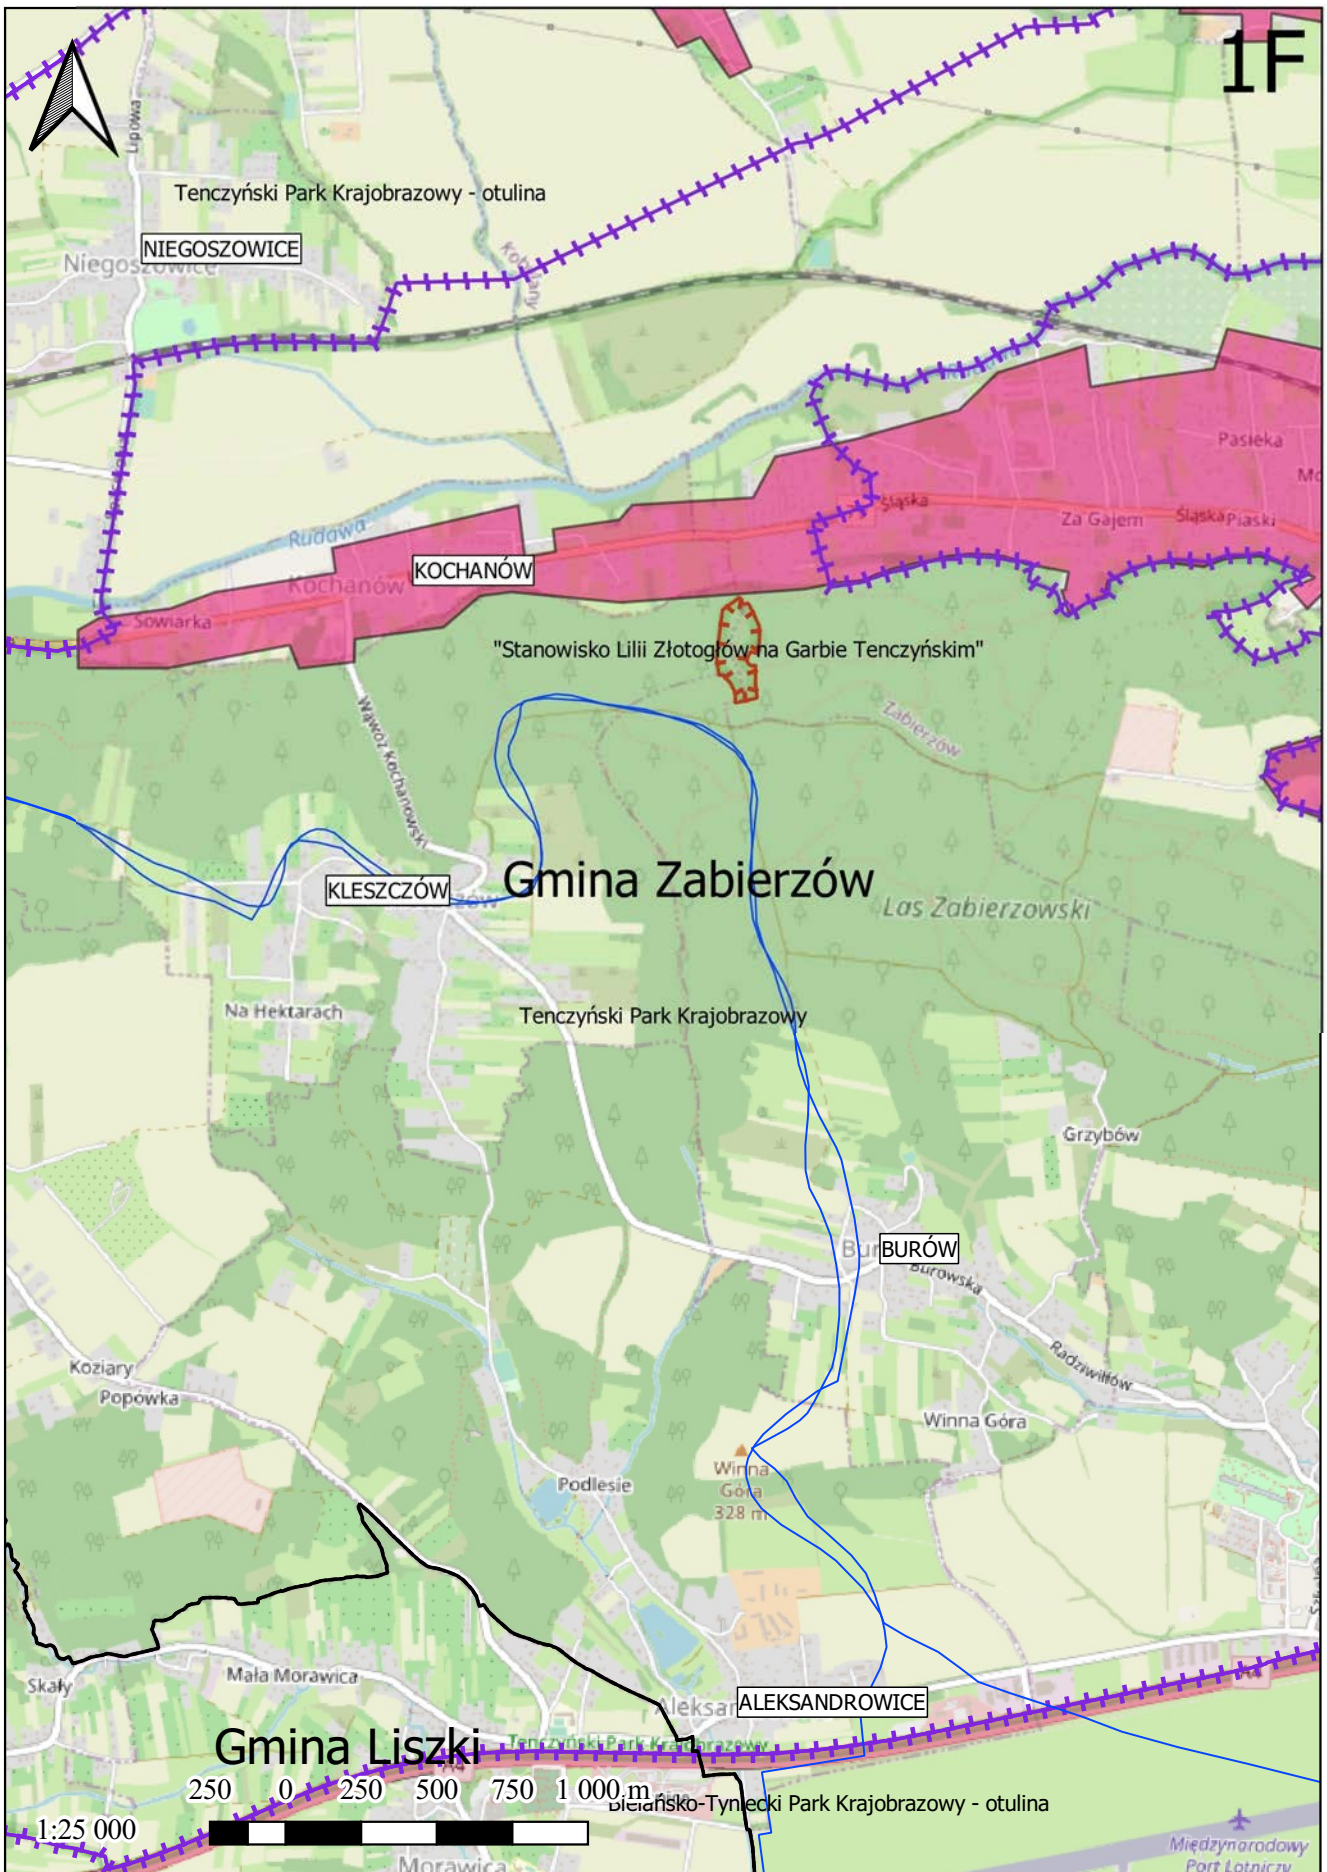 1F
Lipowa
Tenczyński Park Krajobrazowy - otulina
NIEGOSZOWICE
Niegoszowice
Kobylany
Pasieka
Śląska
Za Gajem
Śląska
Piaski
Rudawa
KOCHANÓW
Kochanów
Sowiarka
"Stanowisko Lilii Złotogłów na Garbie Tenczyńskim"
Wąwóz Kochanowski
Zabierzów
Gmina Zabierzów
KLESZCZÓW
Las Zabierzowski
Na Hektarach
Tenczyński Park Krajobrazowy
Grzybów
BURÓW
Burowska
Radziwiłłów
Koziary
Popówka
Winna Góra
Winna
Góra
328 m
Podlesie
Skały
Mała Morawica
ALEKSANDROWICE
Gmina Liszki
Tenczyński Park Krajobrazowy
A4
A4
250 0 250 500 750 1 000 m
Bielańsko-Tyniecki Park Krajobrazowy - otulina
1:25 000
Morawica
Międzynarodowy
Port Lotniczy